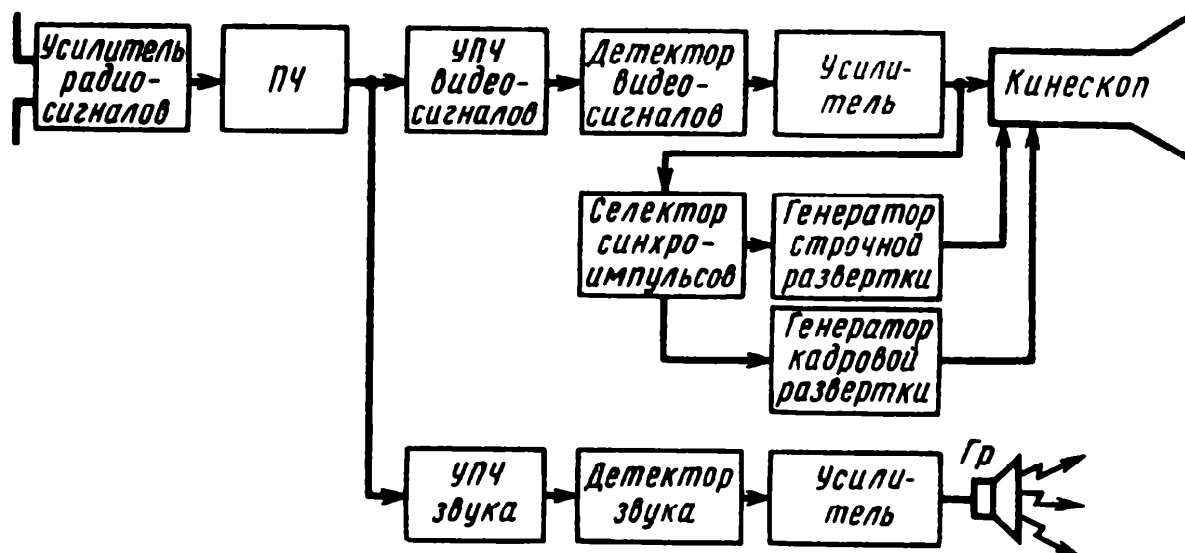 Усилитель
радио-
сигналов
ПЧ
УПЧ
видео-
сигналов
Детектор
видео-
сигналов
Усили-
тель
Кинескоп
Селектор
синхро-
импульсов
Генератор
строчной
развертки
Генератор
кадровой
развертки
УПЧ
звука
Детектор
звука
Усили-
тель
Гр